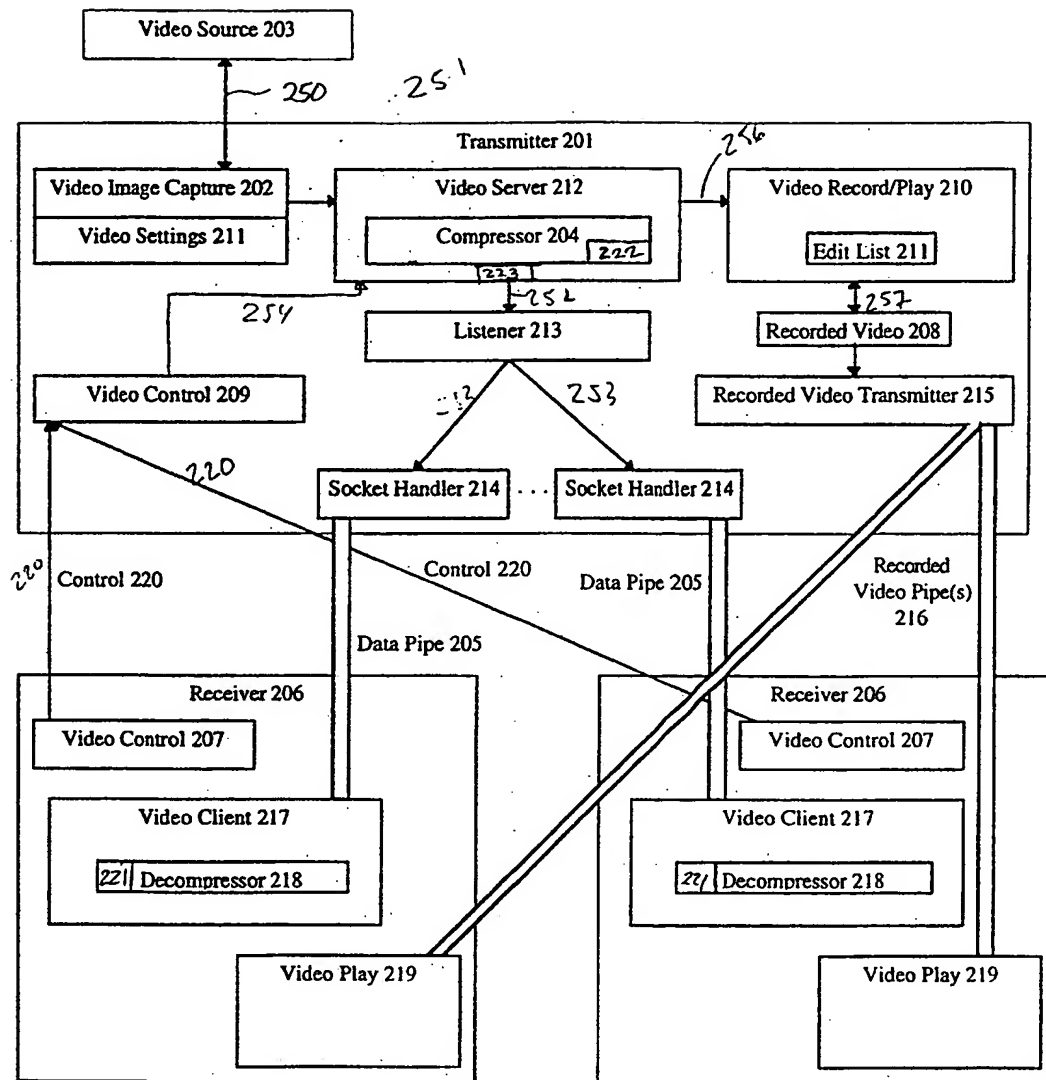 Video Source 203
250
251
Transmitter 201
256
Video Image Capture 202
Video Settings 211
Video Server 212
Compressor 204
222
223
Video Record/Play 210
Edit List 211
254
252
257
Listener 213
Recorded Video 208
Video Control 209
253
Recorded Video Transmitter 215
220
Socket Handler 214
...
Socket Handler 214
220
Control 220
Control 220
Data Pipe 205
Recorded
Video Pipe(s)
216
Data Pipe 205
Receiver 206
Video Control 207
Receiver 206
Video Control 207
Video Client 217
221
Decompressor 218
Video Client 217
221
Decompressor 218
Video Play 219
Video Play 219